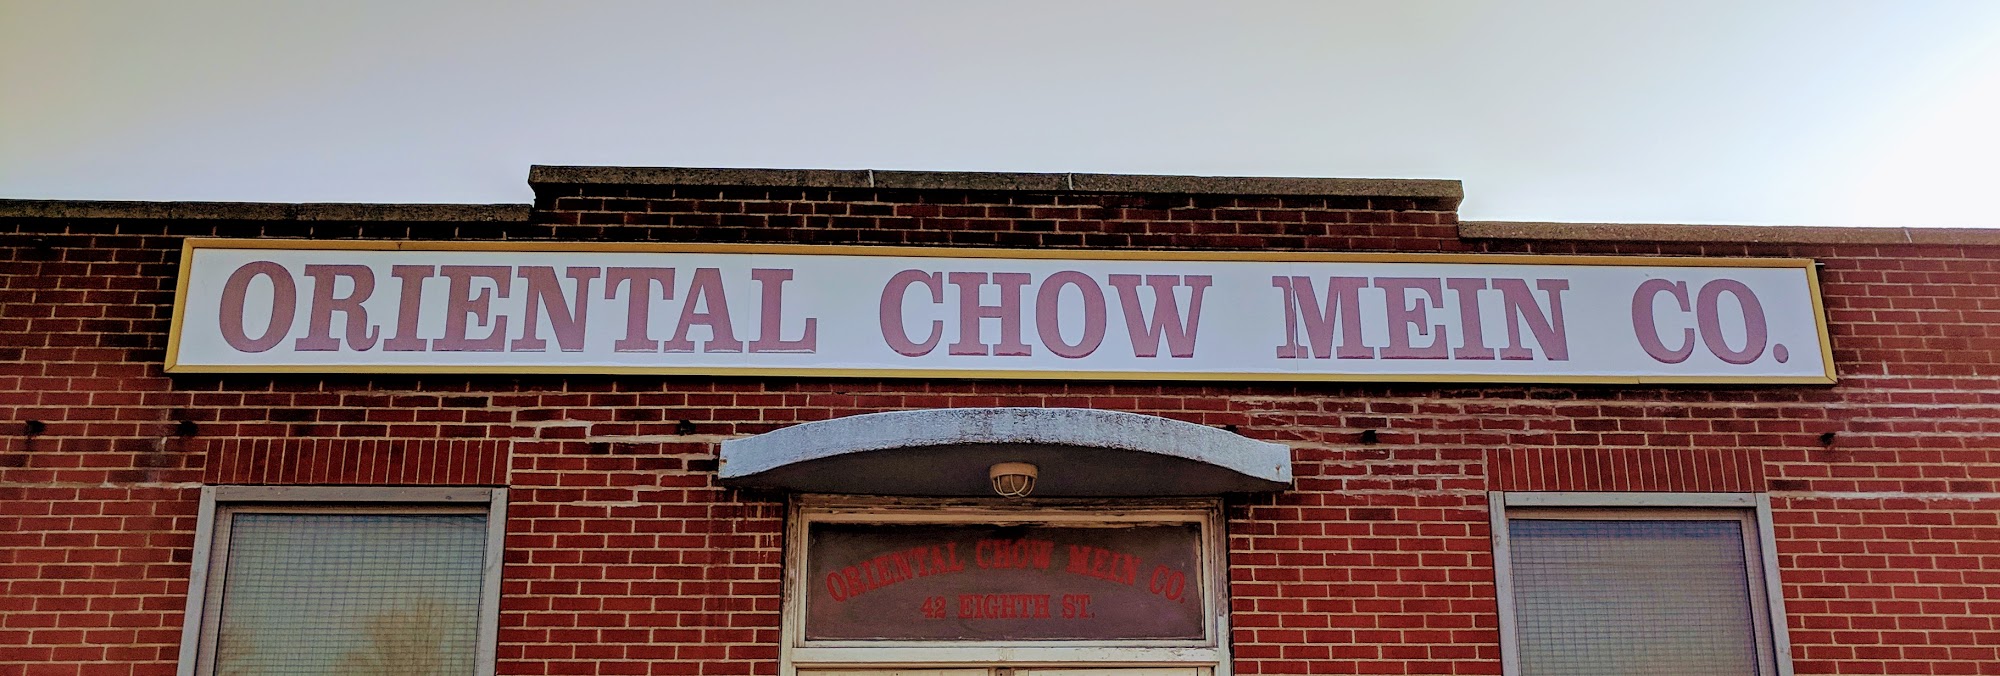 ORIENTAL CHOW MEIN CO.
ORIENTAL CHOW MEIN CO.
42 EIGHTH ST.